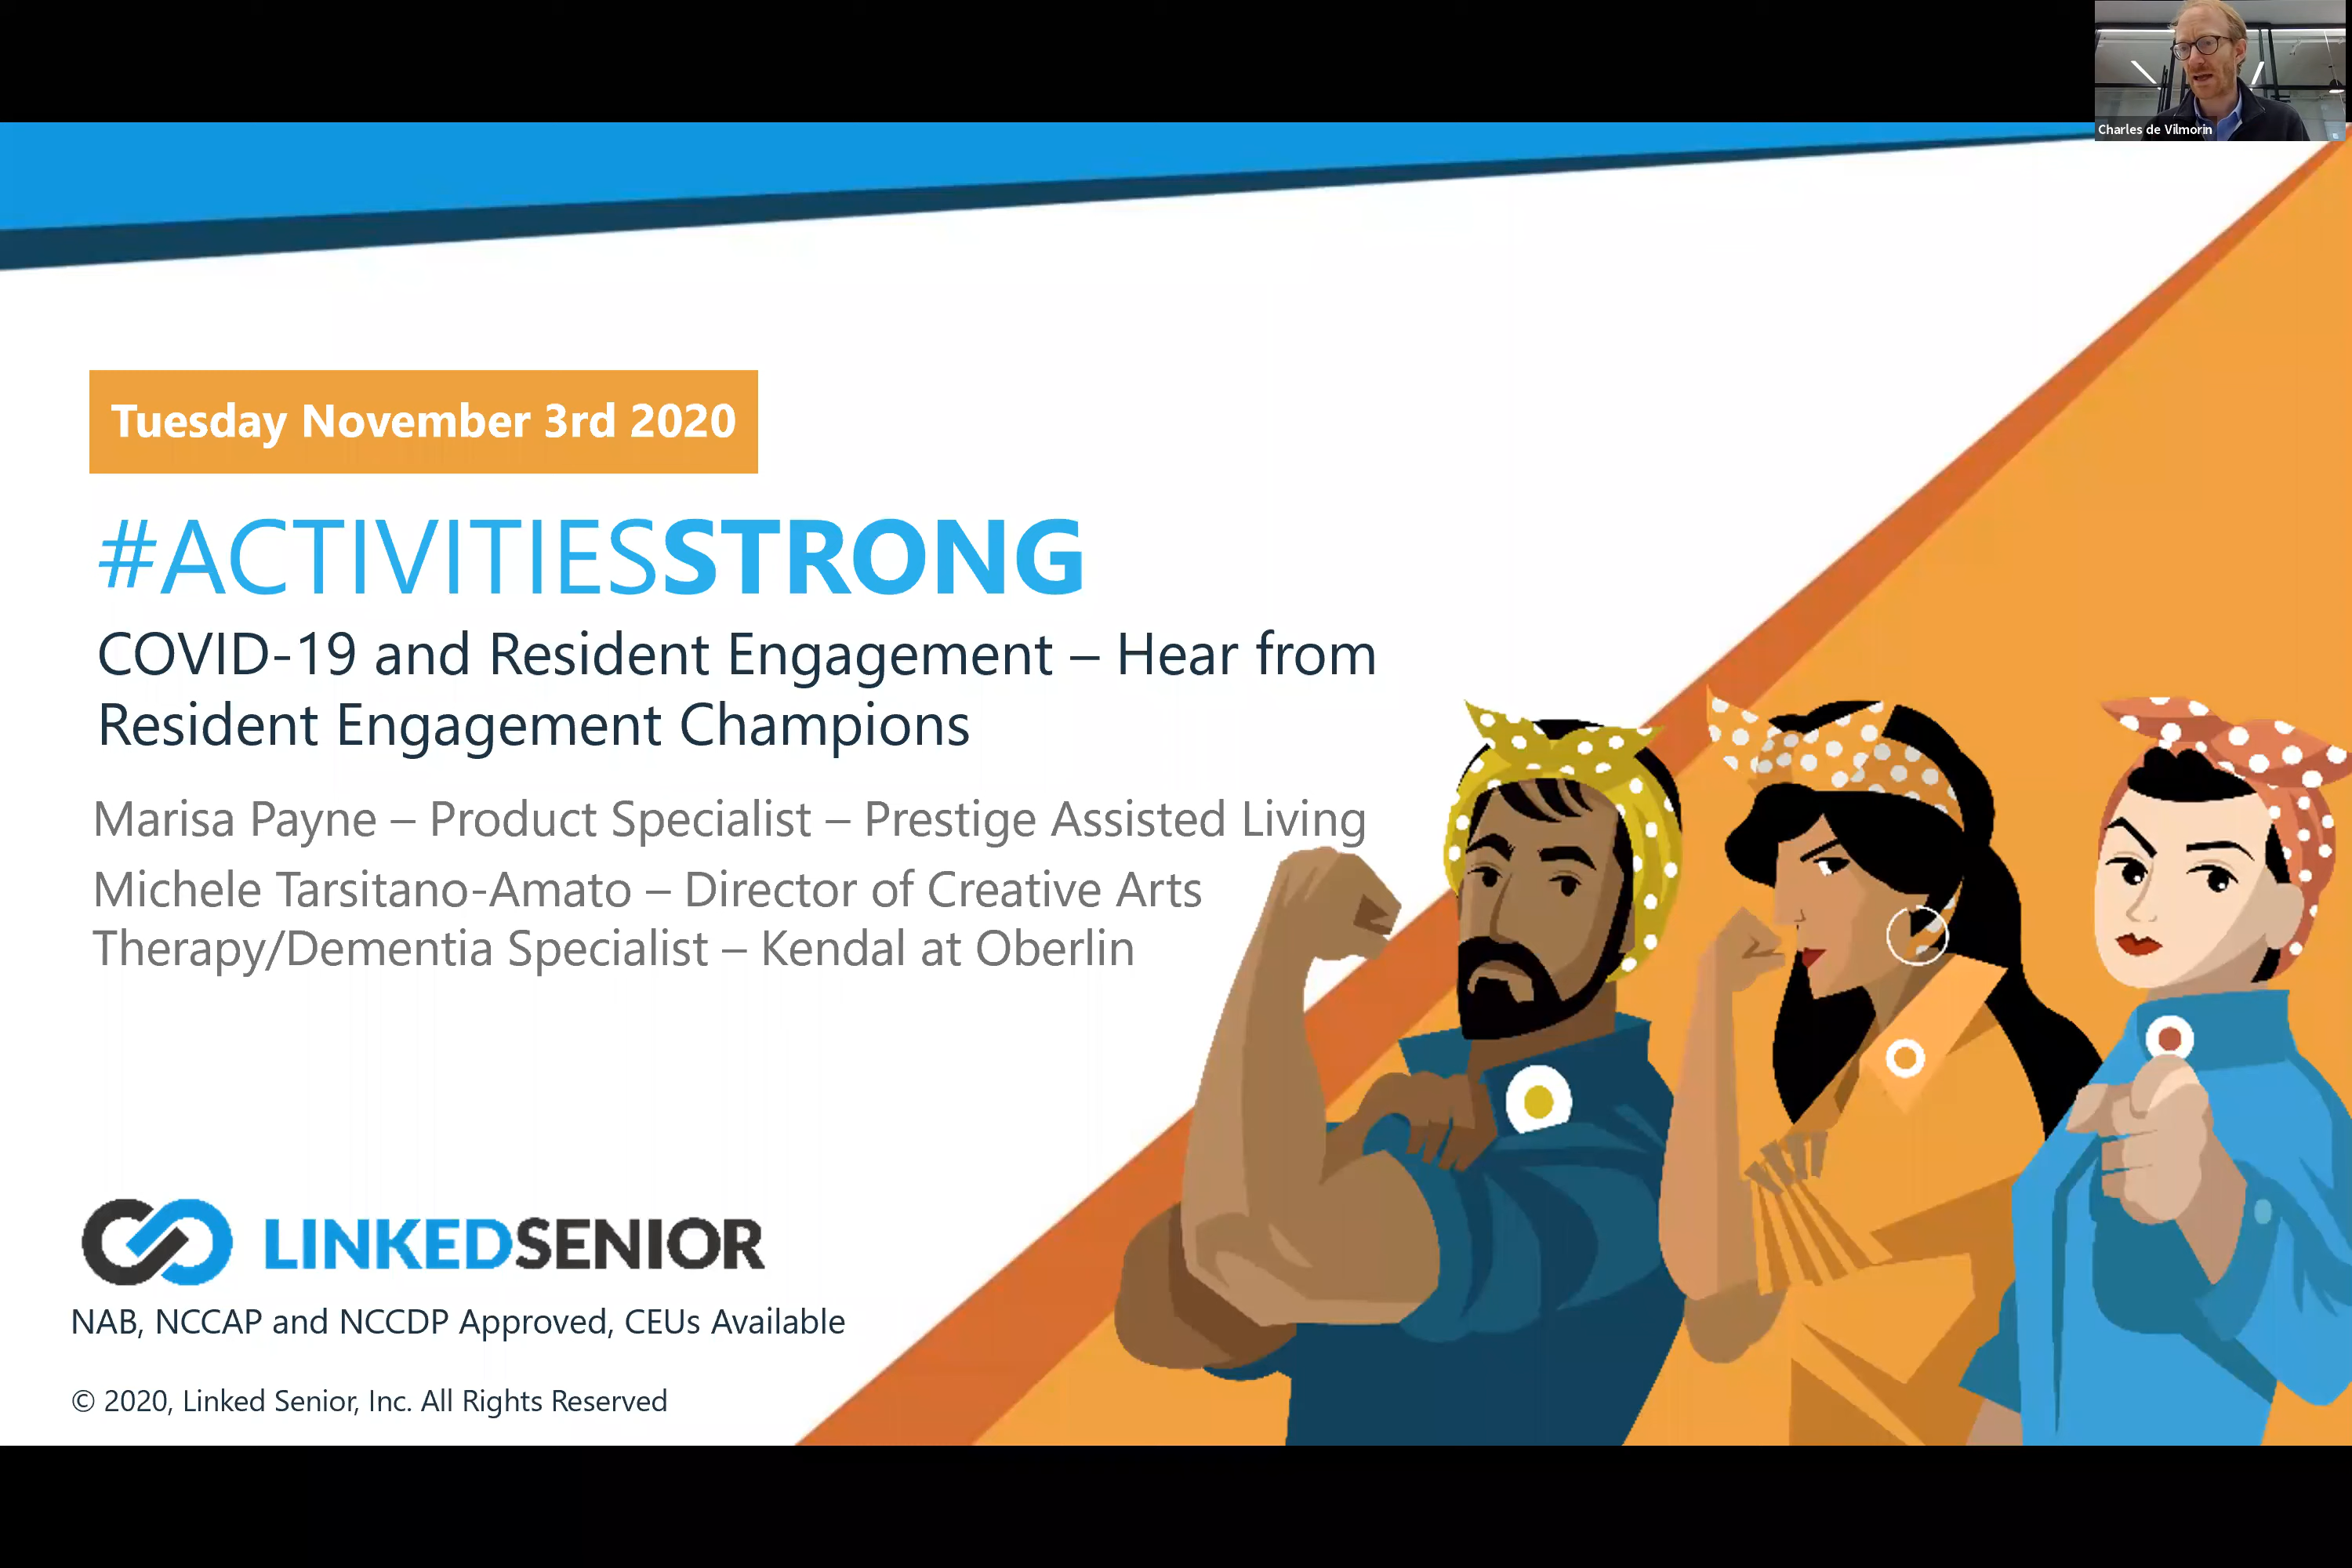 Charles de Vilmorin
Tuesday November 3rd 2020
#ACTIVITIESSTRONG
COVID-19 and Resident Engagement – Hear from
Resident Engagement Champions
Marisa Payne – Product Specialist – Prestige Assisted Living
Michele Tarsitano-Amato – Director of Creative Arts
Therapy/Dementia Specialist – Kendal at Oberlin
LINKEDSENIOR
NAB, NCCAP and NCCDP Approved, CEUs Available
© 2020, Linked Senior, Inc. All Rights Reserved